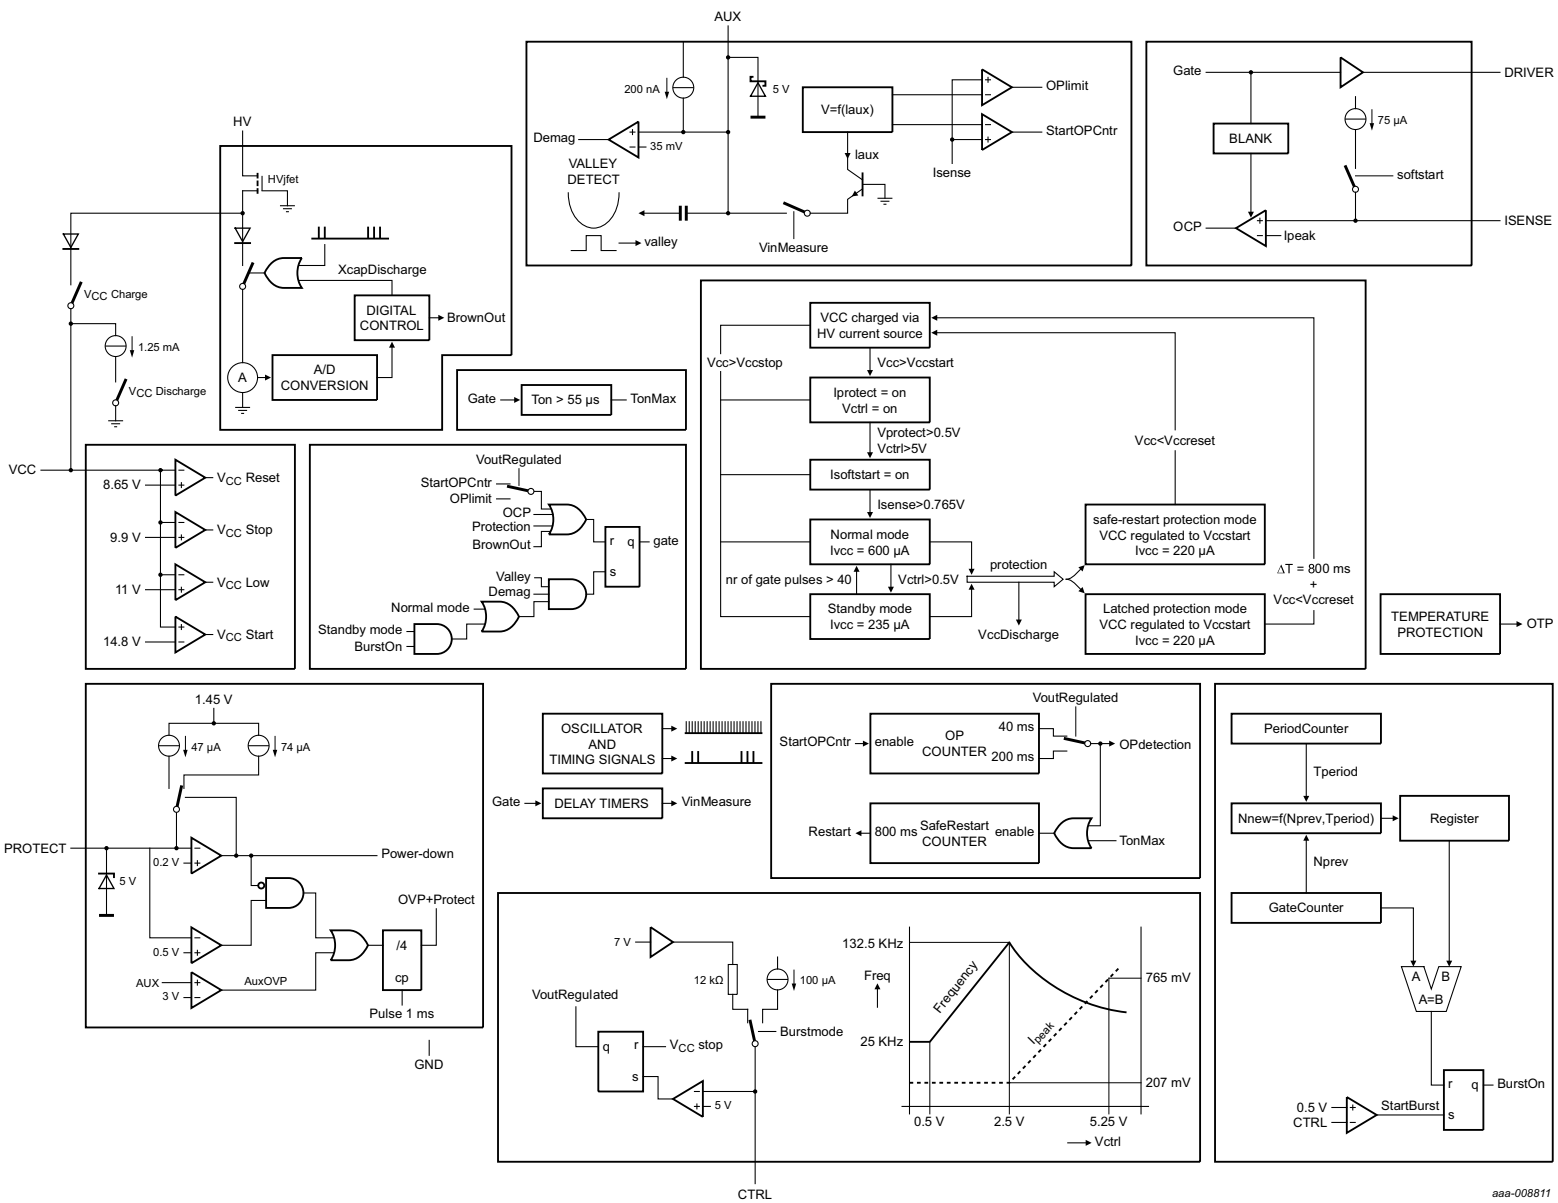 AUX
200 nA
5 V
Demag
+
−
35 mV
VALLEY
DETECT
valley
V=f(Iaux)
Iaux
VinMeasure
+
−
OPlimit
−
+
StartOPCntr
Isense
Gate
DRIVER
BLANK
75 µA
softstart
OCP
+
−
Ipeak
ISENSE
HV
HVjfet
XcapDischarge
DIGITAL
CONTROL
BrownOut
A
A/D
CONVERSION
VCC Charge
1.25 mA
VCC Discharge
Gate
Ton > 55 µs
TonMax
VCC
8.65 V
−
+
VCC Reset
9.9 V
−
+
VCC Stop
11 V
−
+
VCC Low
14.8 V
+
−
VCC Start
VoutRegulated
StartOPCntr
OPlimit
OCP
Protection
BrownOut
r
q
s
gate
Valley
Demag
Normal mode
Standby mode
BurstOn
VCC charged via
HV current source
Vcc>Vccstop
Vcc>Vccstart
Iprotect = on
Vctrl = on
Vprotect>0.5V
Vctrl>5V
Isoftstart = on
Isense>0.765V
Normal mode
Ivcc = 600 µA
nr of gate pulses > 40
Vctrl>0.5V
Standby mode
Ivcc = 235 µA
protection
VccDischarge
Vcc<Vccreset
safe-restart protection mode
VCC regulated to Vccstart
Ivcc = 220 µA
Latched protection mode
VCC regulated to Vccstart
Ivcc = 220 µA
ΔT = 800 ms
+
Vcc<Vccreset
TEMPERATURE
PROTECTION
OTP
1.45 V
47 µA
74 µA
PROTECT
5 V
0.2 V
−
+
Power-down
0.5 V
−
+
AUX
3 V
+
−
AuxOVP
OVP+Protect
/4
cp
Pulse 1 ms
GND
OSCILLATOR
AND
TIMING SIGNALS
Gate
DELAY TIMERS
VinMeasure
VoutRegulated
StartOPCntr
enable
OP
COUNTER
40 ms
200 ms
OPdetection
Restart
800 ms
SafeRestart
COUNTER
enable
TonMax
7 V
12 kΩ
100 µA
VoutRegulated
Burstmode
q
r
s
VCC stop
−
+
5 V
CTRL
132.5 KHz
Freq
25 KHz
Frequency
Ipeak
765 mV
207 mV
0.5 V
2.5 V
5.25 V
Vctrl
PeriodCounter
Tperiod
Nnew=f(Nprev,Tperiod)
Register
Nprev
GateCounter
A
B
A=B
r
q
s
BurstOn
0.5 V
CTRL
+
−
StartBurst
aaa-008811